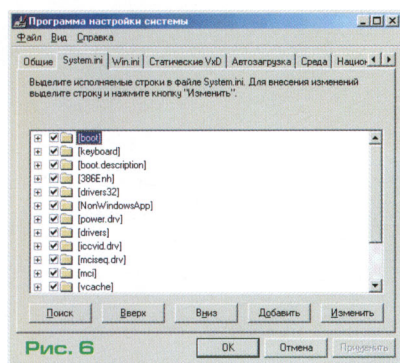 Программа настройки системы
Файл Вид Справка
Общие System.ini Win.ini Статические VxD Автозагрузка Среда Национ
Выделите исполняемые строки в файле System.ini. Для внесения изменений
выделите строку и нажмите кнопку "Изменить".
[boot]
[keyboard]
[boot.description]
[386Enh]
[drivers32]
[NonWindowsApp]
[power.drv]
[drivers]
[iccvid.drv]
[mciseq.drv]
[mci]
[vcache]
Поиск Вверх Вниз Добавить Изменить
Рис. 6 OK Отмена Применить